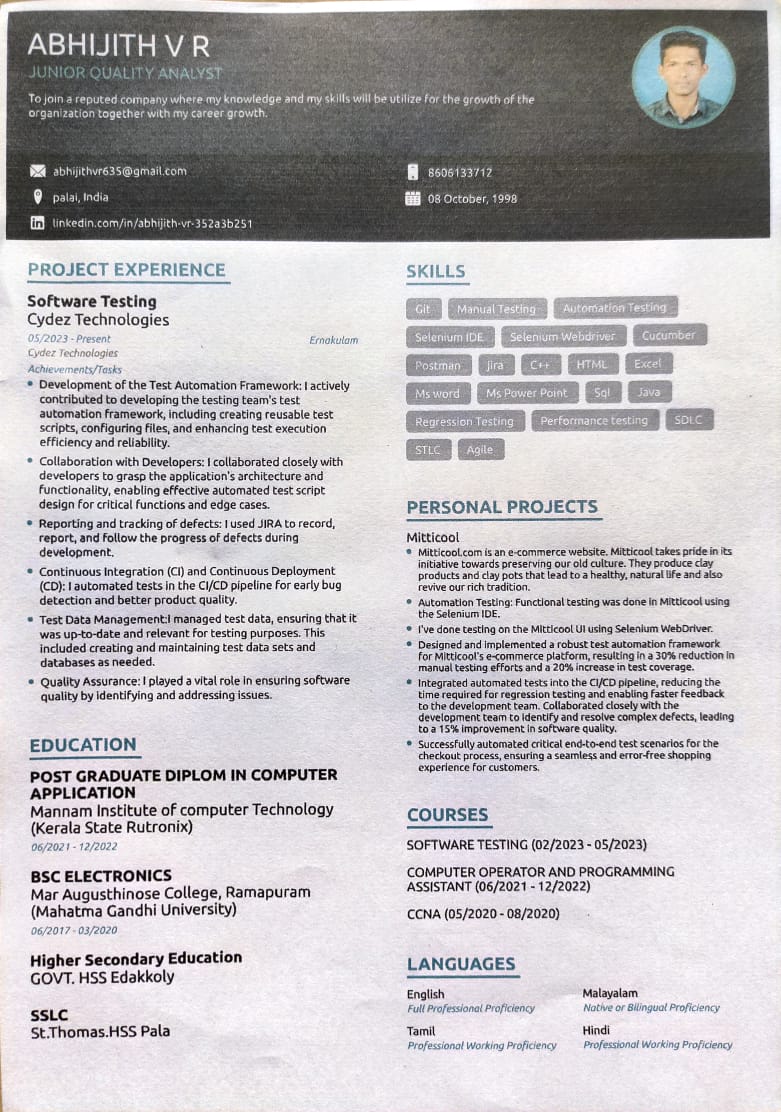 ABHIJITH V R
JUNIOR QUALITY ANALYST
To join a reputed company where my knowledge and my skills will be utilize for the growth of the
organization together with my career growth.
abhijithvr635@gmail.com
8606133712
palai, India
08 October, 1998
linkedin.com/in/abhijith-vr-352a3b251
PROJECT EXPERIENCE
Software Testing
Cydez Technologies
05/2023 - Present
Ernakulam
Cydez Technologies
Achievements/Tasks
Development of the Test Automation Framework: I actively
contributed to developing the testing team's test
automation framework, including creating reusable test
scripts, configuring files, and enhancing test execution
efficiency and reliability.
Collaboration with Developers: I collaborated closely with
developers to grasp the application's architecture and
functionality, enabling effective automated test script
design for critical functions and edge cases.
Reporting and tracking of defects: I used JIRA to record,
report, and follow the progress of defects during
development.
Continuous Integration (CI) and Continuous Deployment
(CD): I automated tests in the CI/CD pipeline for early bug
detection and better product quality.
Test Data Management:I managed test data, ensuring that it
was up-to-date and relevant for testing purposes. This
included creating and maintaining test data sets and
databases as needed.
Quality Assurance: I played a vital role in ensuring software
quality by identifying and addressing issues.
EDUCATION
POST GRADUATE DIPLOM IN COMPUTER
APPLICATION
Mannam Institute of computer Technology
(Kerala State Rutronix)
06/2021 - 12/2022
BSC ELECTRONICS
Mar Augusthinose College, Ramapuram
(Mahatma Gandhi University)
06/2017 - 03/2020
Higher Secondary Education
GOVT. HSS Edakkoly
SSLC
St.Thomas.HSS Pala
SKILLS
Git Manual Testing Automation Testing
Selenium IDE Selenium Webdriver Cucumber
Postman Jira C++ HTML Excel
Ms word Ms Power Point Sql Java
Regression Testing Performance testing SDLC
STLC Agile
PERSONAL PROJECTS
Mitticool
Mitticool.com is an e-commerce website. Mitticool takes pride in its
initiative towards preserving our old culture. They produce clay
products and clay pots that lead to a healthy, natural life and also
revive our rich tradition.
Automation Testing: Functional testing was done in Mitticool using
the Selenium IDE.
I've done testing on the Mitticool UI using Selenium WebDriver.
Designed and implemented a robust test automation framework
for Mitticool's e-commerce platform, resulting in a 30% reduction in
manual testing efforts and a 20% increase in test coverage.
Integrated automated tests into the CI/CD pipeline, reducing the
time required for regression testing and enabling faster feedback
to the development team. Collaborated closely with the
development team to identify and resolve complex defects, leading
to a 15% improvement in software quality.
Successfully automated critical end-to-end test scenarios for the
checkout process, ensuring a seamless and error-free shopping
experience for customers.
COURSES
SOFTWARE TESTING (02/2023 - 05/2023)
COMPUTER OPERATOR AND PROGRAMMING
ASSISTANT (06/2021 - 12/2022)
CCNA (05/2020 - 08/2020)
LANGUAGES
English
Full Professional Proficiency
Malayalam
Native or Bilingual Proficiency
Tamil
Professional Working Proficiency
Hindi
Professional Working Proficiency